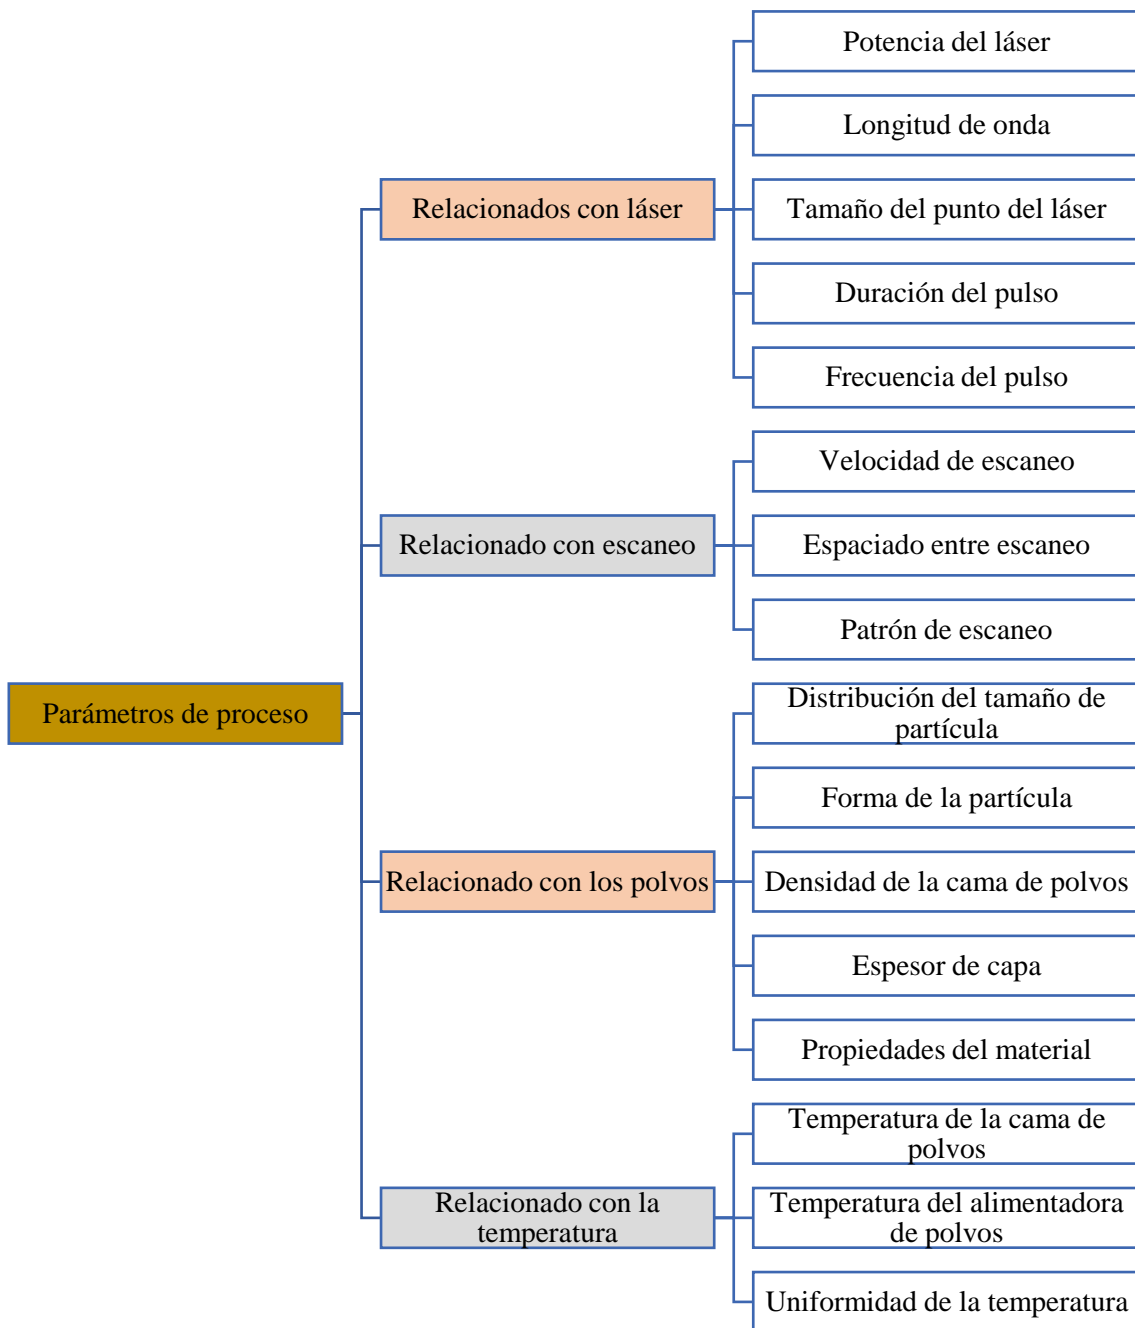 Parámetros de proceso
Relacionados con láser
Potencia del láser
Longitud de onda
Tamaño del punto del láser
Duración del pulso
Frecuencia del pulso
Relacionado con escaneo
Velocidad de escaneo
Espaciado entre escaneo
Patrón de escaneo
Relacionado con los polvos
Distribución del tamaño de
partícula
Forma de la partícula
Densidad de la cama de polvos
Espesor de capa
Propiedades del material
Relacionado con la
temperatura
Temperatura de la cama de
polvos
Temperatura del alimentadora
de polvos
Uniformidad de la temperatura